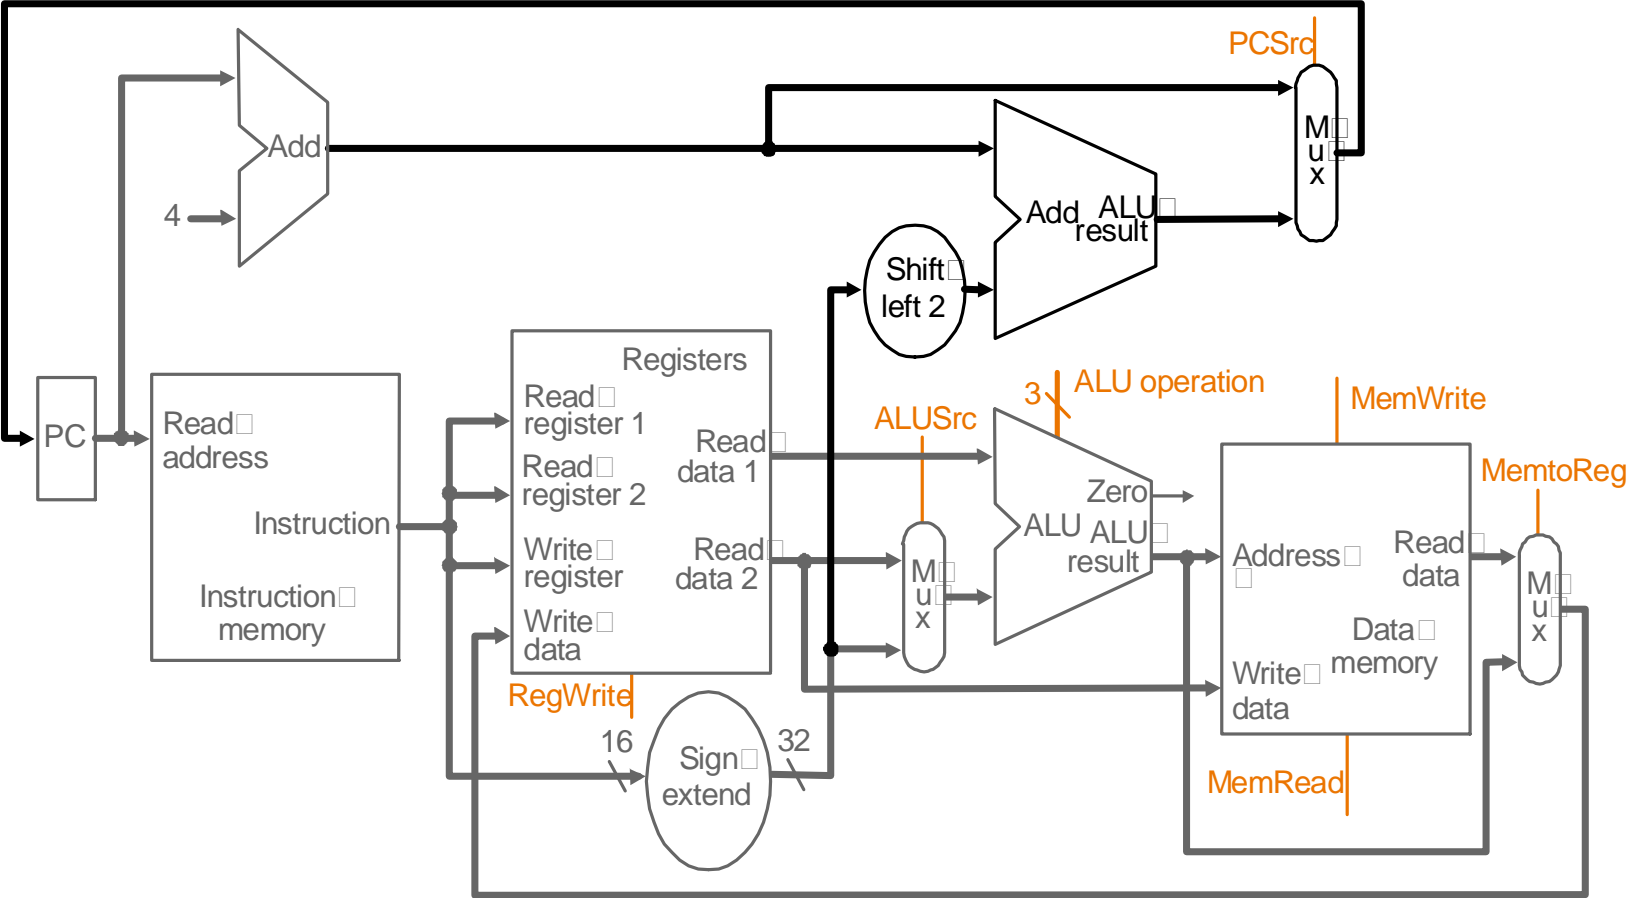 PCSrc
M
u
x
Add
ALU
Add
result
4
Shift
left 2
Registers
PC
Read
address
Instruction
Instruction
memory
Read
register 1
Read
register 2
Write
register
Write
data
Read
data 1
Read
data 2
RegWrite
16
Sign
extend
32
ALUSrc
M
u
x
3
ALU operation
Zero
ALU
ALU
result
MemWrite
Address
Read
data
Data
memory
Write
data
MemRead
MemtoReg
M
u
x